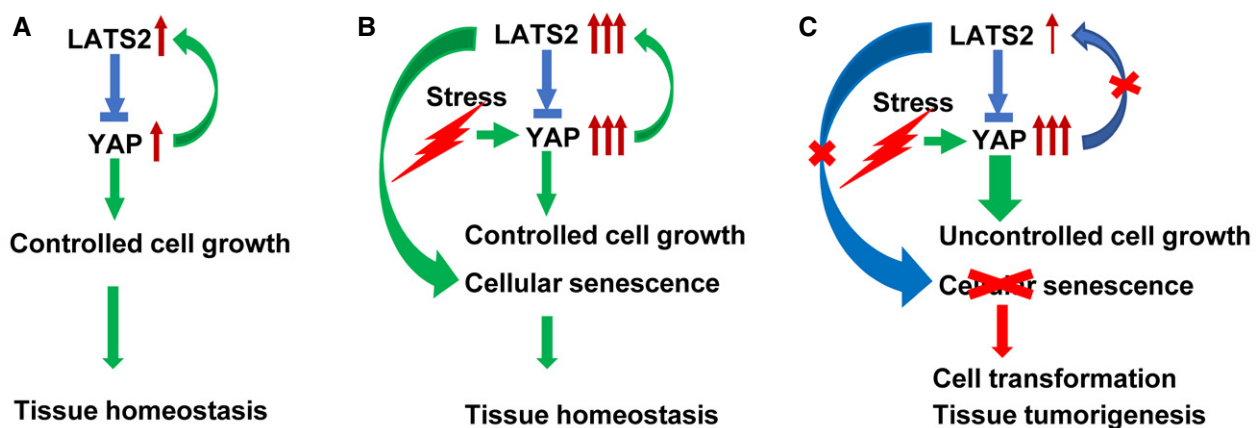 A
LATS2
YAP
Controlled cell growth
Tissue homeostasis
B
LATS2
Stress
YAP
Controlled cell growth
Cellular senescence
Tissue homeostasis
C
LATS2
Stress
YAP
Uncontrolled cell growth
Cellular senescence
Cell transformation
Tissue tumorigenesis